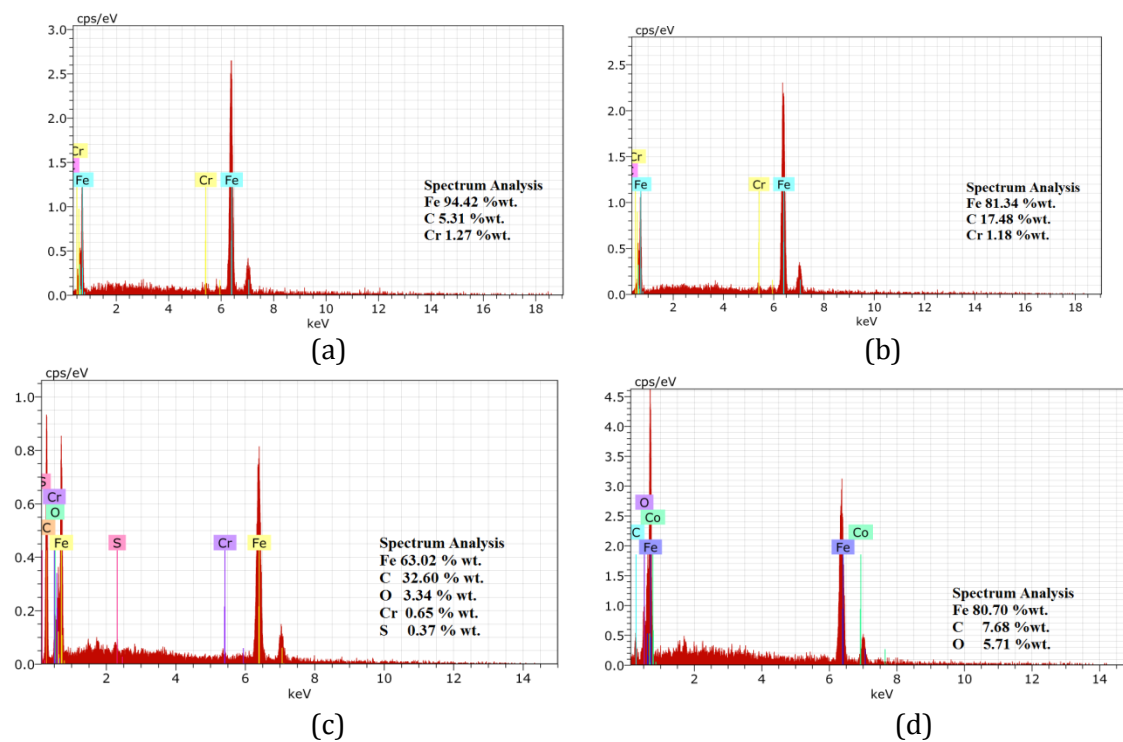 cps/eV
3.0
2.5
2.0
1.5
1.0
0.5
0.0
Cr
Fe
Cr
Fe
Spectrum Analysis
Fe 94.42 %wt.
C 5.31 %wt.
Cr 1.27 %wt.
2 4 6 8 10 12 14 16 18
keV
(a)
cps/eV
2.5
2.0
1.5
1.0
0.5
0.0
Cr
Fe
Cr
Fe
Spectrum Analysis
Fe 81.34 %wt.
C 17.48 %wt.
Cr 1.18 %wt.
2 4 6 8 10 12 14 16 18
keV
(b)
cps/eV
1.0
0.8
0.6
0.4
0.2
0.0
S
Cr
O
C
Fe
S
Cr
Fe
Spectrum Analysis
Fe 63.02 % wt.
C 32.60 % wt.
O 3.34 % wt.
Cr 0.65 % wt.
S 0.37 % wt.
2 4 6 8 10 12 14
keV
(c)
cps/eV
4.5
4.0
3.5
3.0
2.5
2.0
1.5
1.0
0.5
0.0
O
Co
C
Fe
Fe
Co
Spectrum Analysis
Fe 80.70 %wt.
C 7.68 %wt.
O 5.71 %wt.
2 4 6 8 10 12 14
keV
(d)